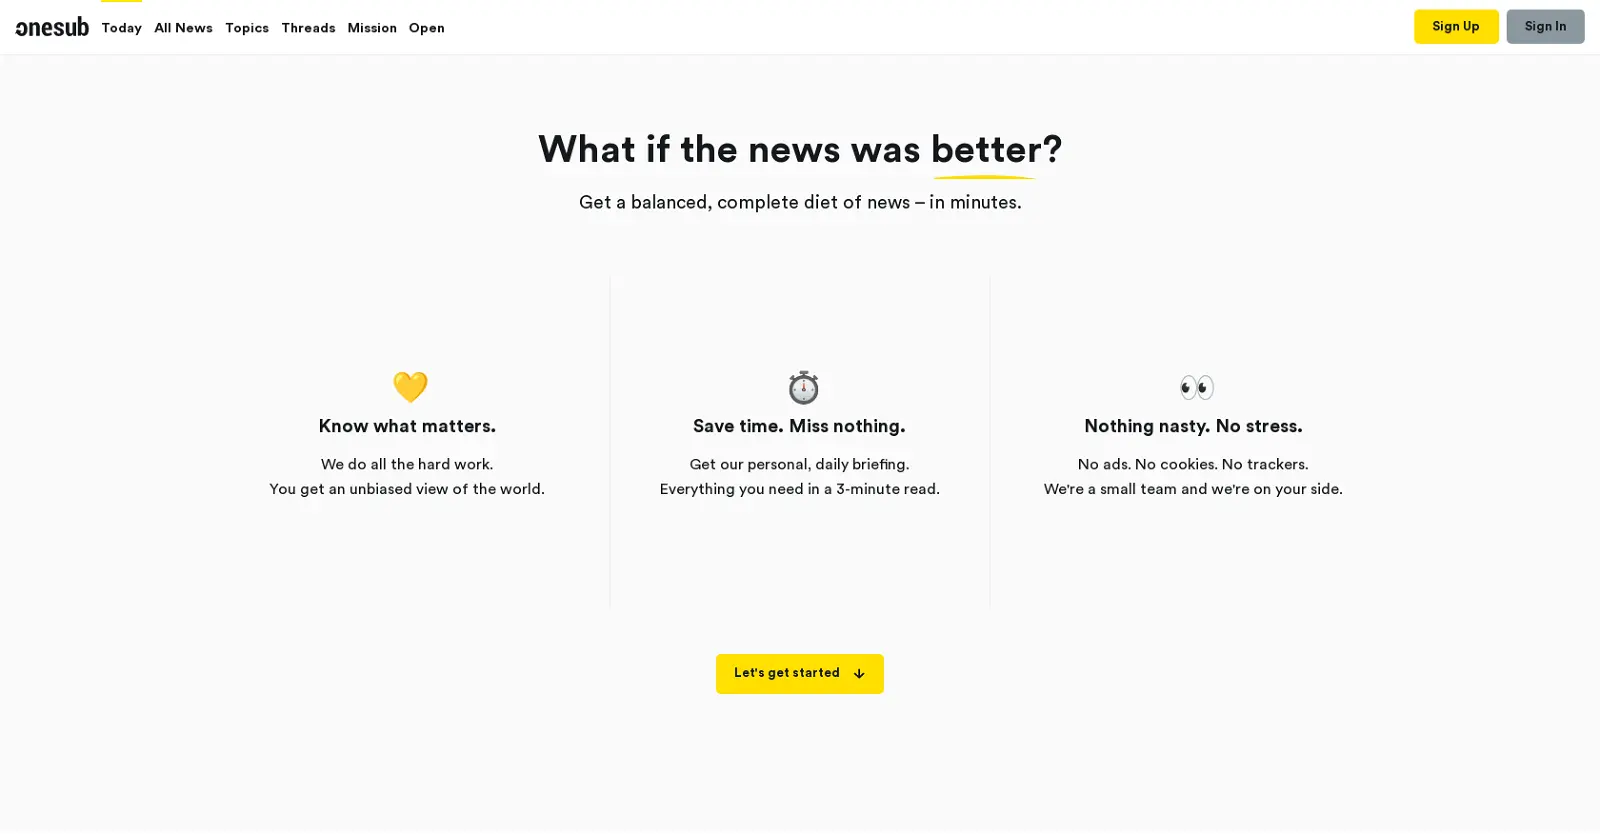 onesub Today All News Topics Threads Mission Open Sign Up Sign In
What if the news was better?
Get a balanced, complete diet of news – in minutes.
Know what matters.
We do all the hard work.
You get an unbiased view of the world.
Save time. Miss nothing.
Get our personal, daily briefing.
Everything you need in a 3-minute read.
Nothing nasty. No stress.
No ads. No cookies. No trackers.
We're a small team and we're on your side.
Let's get started